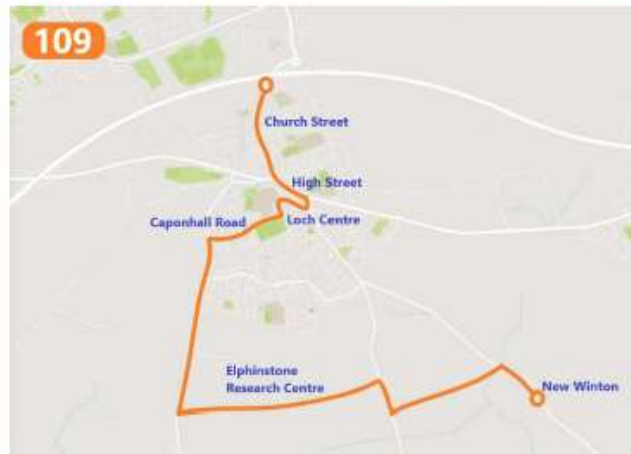 109
Church Street
High Street
Caponhall Road
Loch Centre
Elphinstone
Research Centre
New Winton